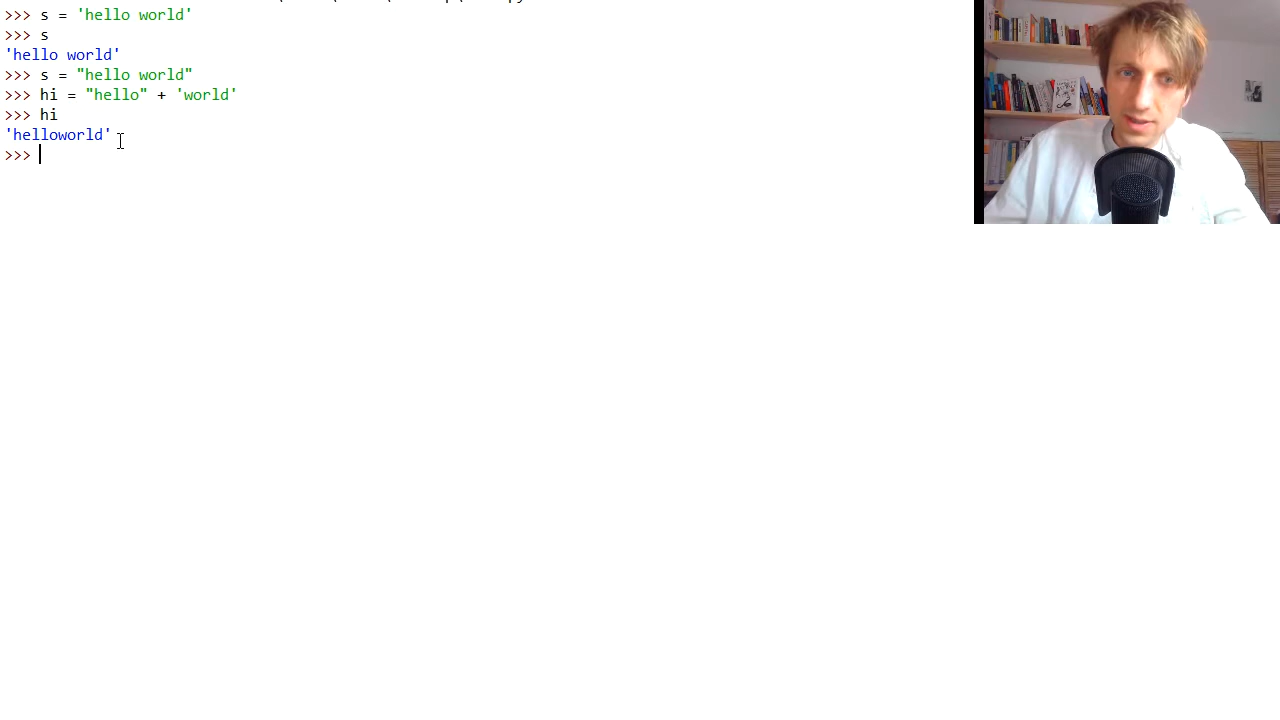 >>> s = 'hello world'
>>> s
'hello world'
>>> s = "hello world"
>>> hi = "hello" + 'world'
>>> hi
'helloworld'
>>>